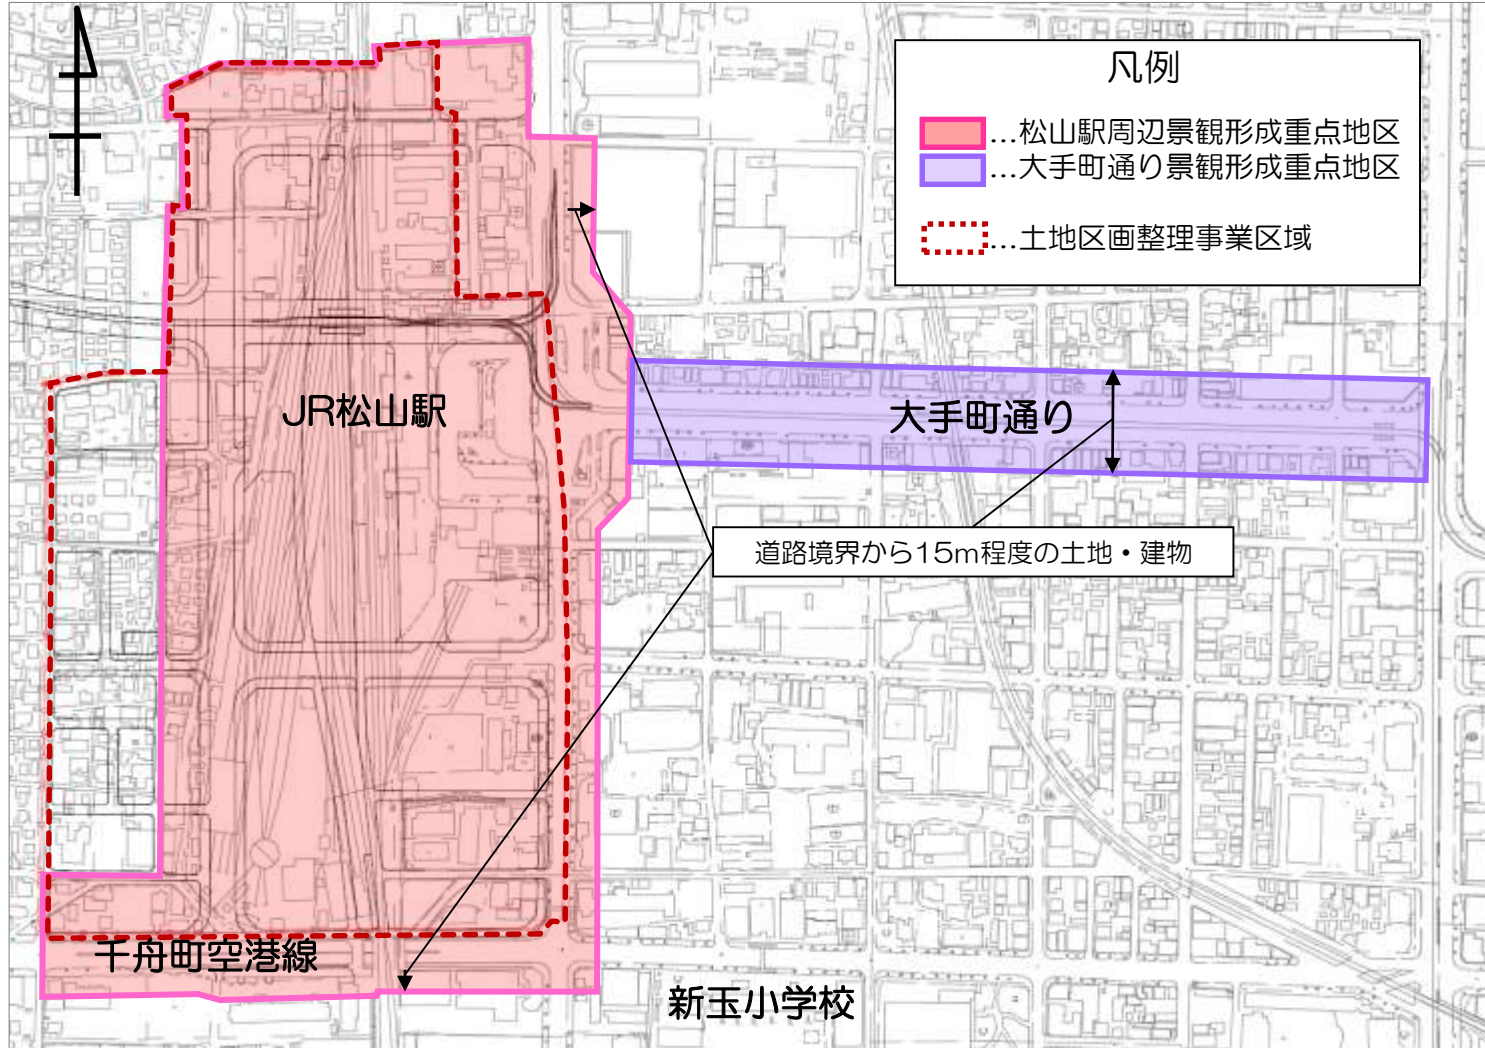 凡例
…松山駅周辺景観形成重点地区
…大手町通り景観形成重点地区
…土地区画整理事業区域
JR松山駅
大手町通り
道路境界から15m程度の土地・建物
千舟町空港線
新玉小学校